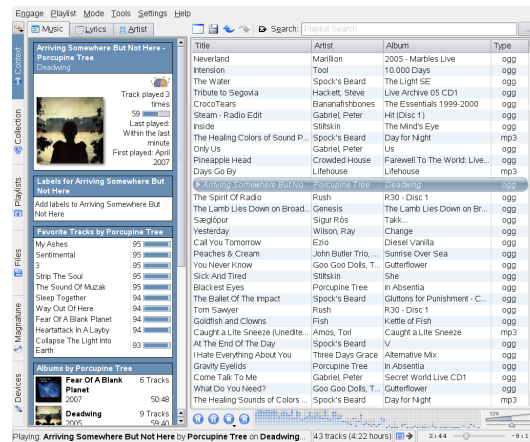 Engage Playlist Mode Tools Settings Help
Music Lyrics Artist
Search: Playlist Search
Context
Collection
Playlists
Files
Magnatune
Devices
Arriving Somewhere But Not Here - Porcupine Tree
Deadwing
Track played 3
times
59
Last played:
Within the last
minute
First played: April
2007
Labels for Arriving Somewhere But
Not Here
Add labels to Arriving Somewhere But
Not Here
Favorite Tracks by Porcupine Tree
My Ashes 95
Sentimental 95
3 95
Strip The Soul 95
The Sound Of Muzak 95
Sleep Together 94
Way Out Of Here 94
Fear Of A Blank Planet 94
Heartattack In A Layby 94
Collapse The Light Into
Earth 93
Albums by Porcupine Tree
Fear Of A Blank 6 Tracks
Planet
2007 50:48
Deadwing 9 Tracks
2005 59:40
Title Artist Album Type
Neverland Marillion 2005 - Marbles Live ogg
Intension Tool 10.000 Days ogg
The Water Spock's Beard The Light SE ogg
Tribute to Segovia Hackett, Steve Live Archive 05 CD1 ogg
CrocoTears Bananafishbones The Essentials 1999-2000 ogg
Steam - Radio Edit Gabriel, Peter Hit (Disc 1) ogg
Inside Stiltskin The Mind's Eye ogg
The Healing Colors of Sound P... Spock's Beard Day for Night mp3
Only Us Gabriel, Peter Us ogg
Pineapple Head Crowded House Farewell To The World: Live... ogg
Days Go By Lifehouse Lifehouse mp3
Arriving Somewhere But No... Porcupine Tree Deadwing ogg
The Spirit Of Radio Rush R30 - Disc 1 ogg
The Lamb Lies Down on Broad... Genesis The Lamb Lies Down on Br... ogg
Sæglópur Sigur Rós Takk... ogg
Yesterday Wilson, Ray Change ogg
Call You Tomorrow Ezio Diesel Vanilla ogg
Peaches & Cream John Butler Trio, ... Sunrise Over Sea ogg
You Never Know Goo Goo Dolls, T... Gutterflower ogg
Sick And Tired Stiltskin She ogg
Blackest Eyes Porcupine Tree In Absentia ogg
The Ballet Of The Impact Spock's Beard Gluttons for Punishment - C... ogg
Tom Sawyer Rush R30 - Disc 1 ogg
Goldfish and Clowns Fish Kettle of Fish ogg
Caught a Lite Sneeze (Unedite... Amos, Tori Caught a Lite Sneeze mp3
At The End Of The Day Spock's Beard V ogg
I Hate Everything About You Three Days Grace Alternative Mix ogg
Gravity Eyelids Porcupine Tree In Absentia ogg
Come Talk To Me Gabriel, Peter Secret World Live CD1 ogg
What Do You Need? Goo Goo Dolls, T... Gutterflower ogg
The Healing Sounds of Colors ... Spock's Beard Day for Night mp3
52%
Playing: Arriving Somewhere But Not Here by Porcupine Tree on Deadwing... 43 tracks (4:22 hours) 2:44 -9:18